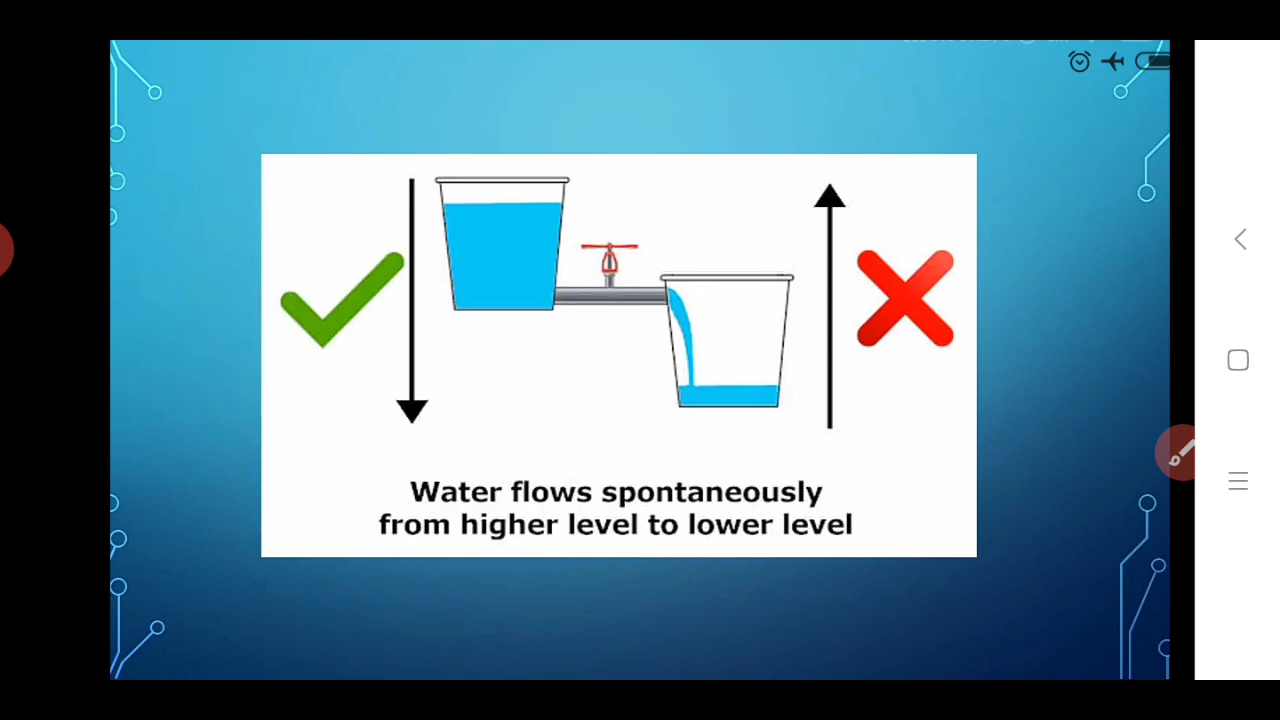 Water flows spontaneously
from higher level to lower level